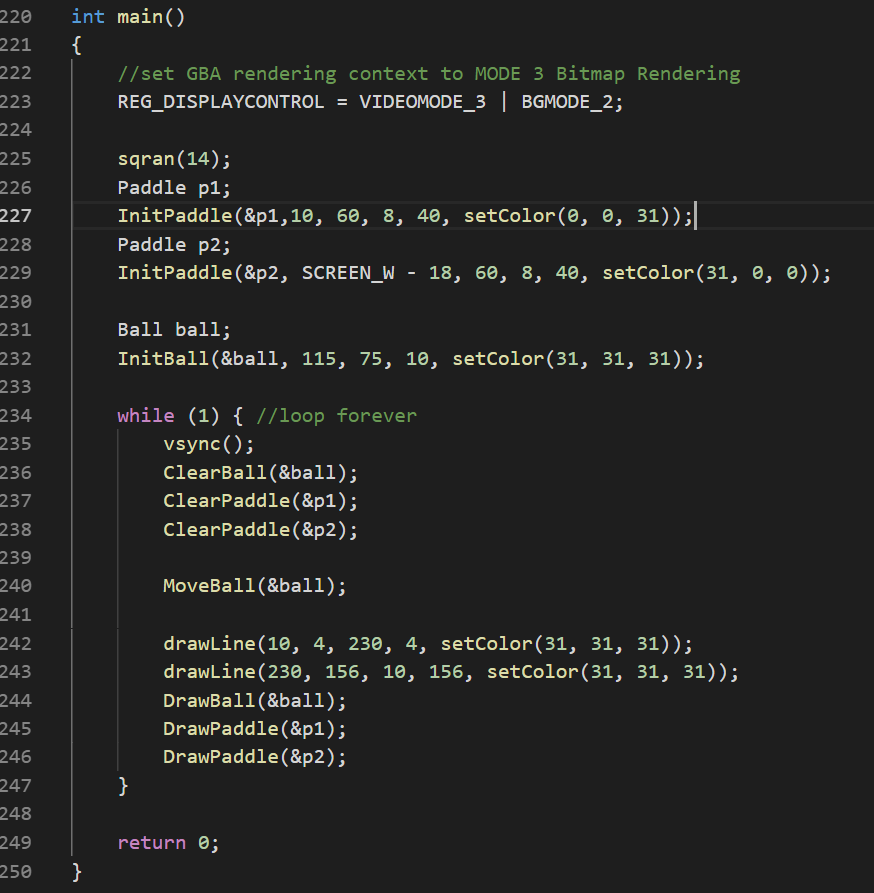 220 int main()
221 {
222 //set GBA rendering context to MODE 3 Bitmap Rendering
223 REG_DISPLAYCONTROL = VIDEOMODE_3 | BGMODE_2;
224
225 sqran(14);
226 Paddle p1;
227 InitPaddle(&p1,10, 60, 8, 40, setColor(0, 0, 31));
228 Paddle p2;
229 InitPaddle(&p2, SCREEN_W - 18, 60, 8, 40, setColor(31, 0, 0));
230
231 Ball ball;
232 InitBall(&ball, 115, 75, 10, setColor(31, 31, 31));
233
234 while (1) { //loop forever
235 vsync();
236 ClearBall(&ball);
237 ClearPaddle(&p1);
238 ClearPaddle(&p2);
239
240 MoveBall(&ball);
241
242 drawLine(10, 4, 230, 4, setColor(31, 31, 31));
243 drawLine(230, 156, 10, 156, setColor(31, 31, 31));
244 DrawBall(&ball);
245 DrawPaddle(&p1);
246 DrawPaddle(&p2);
247 }
248
249 return 0;
250 }